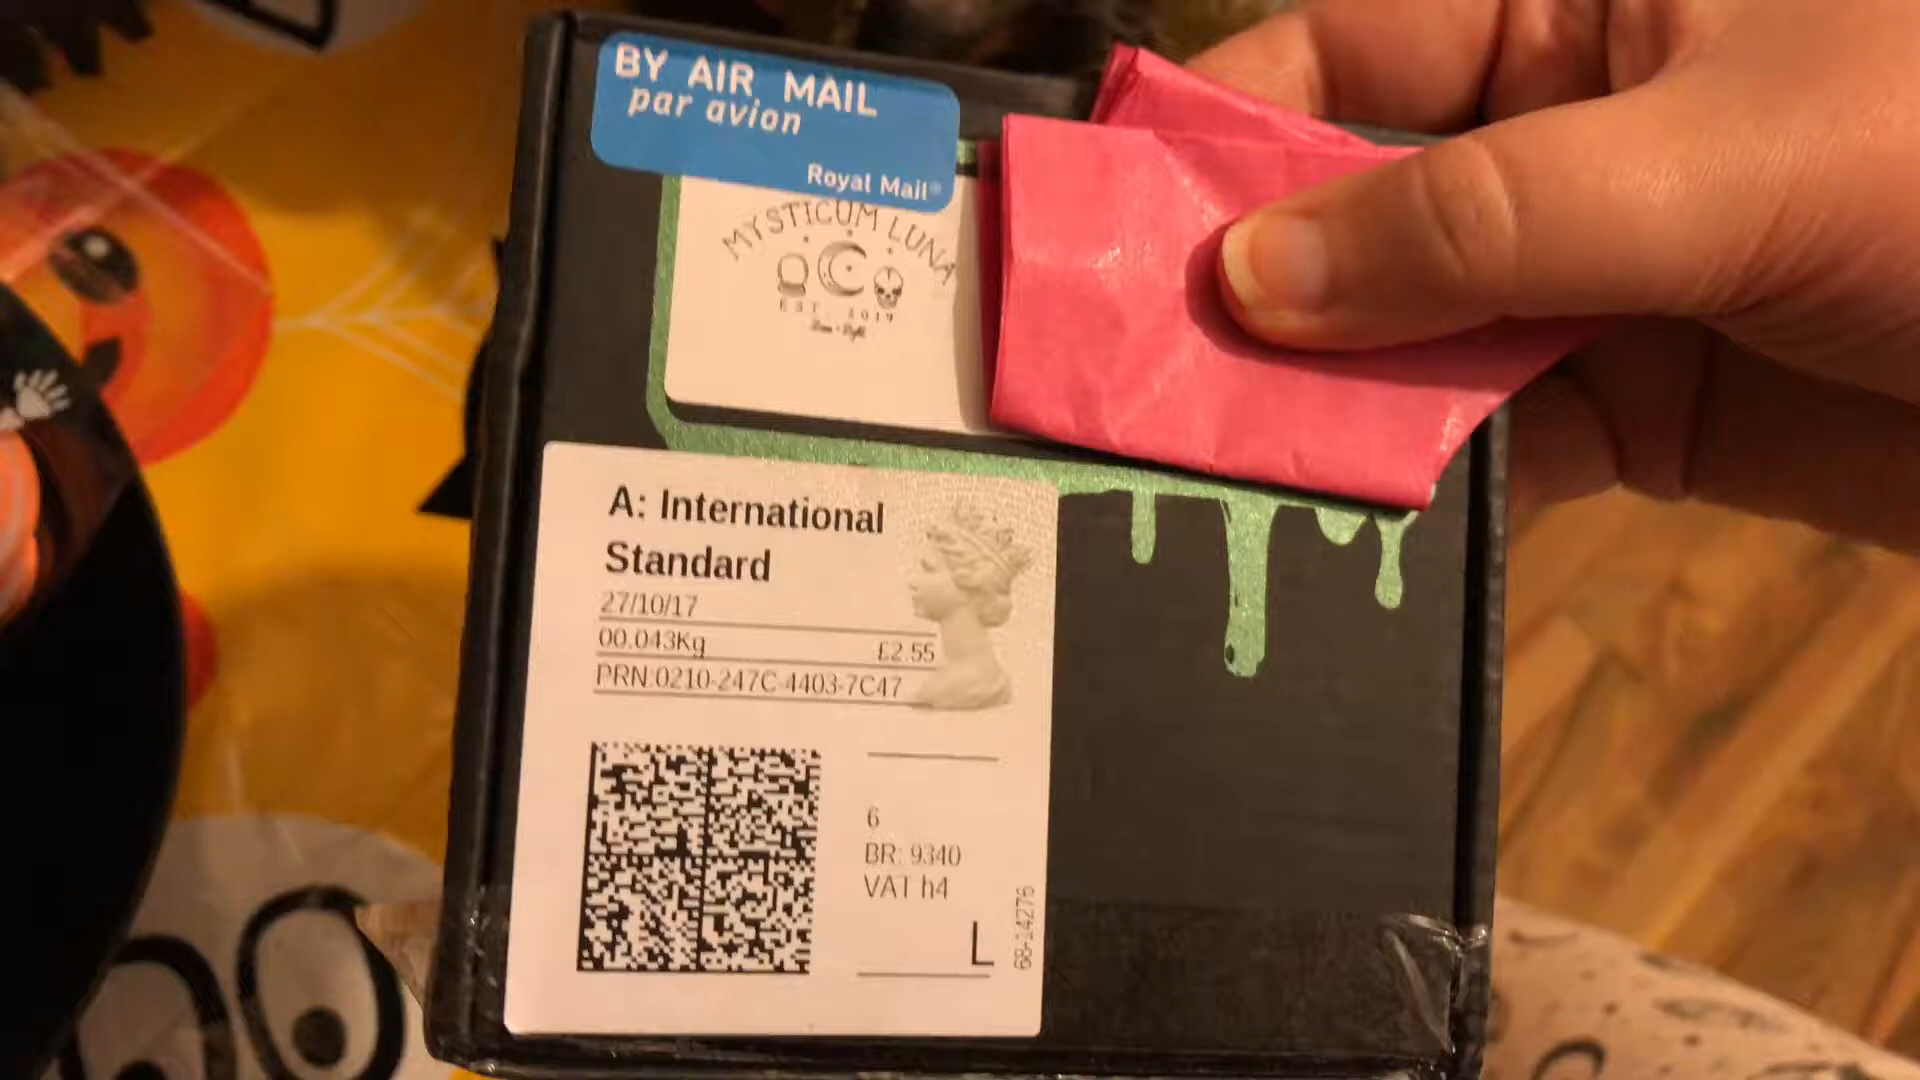 BY AIR MAIL
par avion
Royal Mail®
MYSTICUM LUNA
EST. 2019
A: International
Standard
27/10/17
00.043Kg £2.55
PRN:0210-247C-4403-7C47
6
BR: 9340
VAT h4
L
68-14276